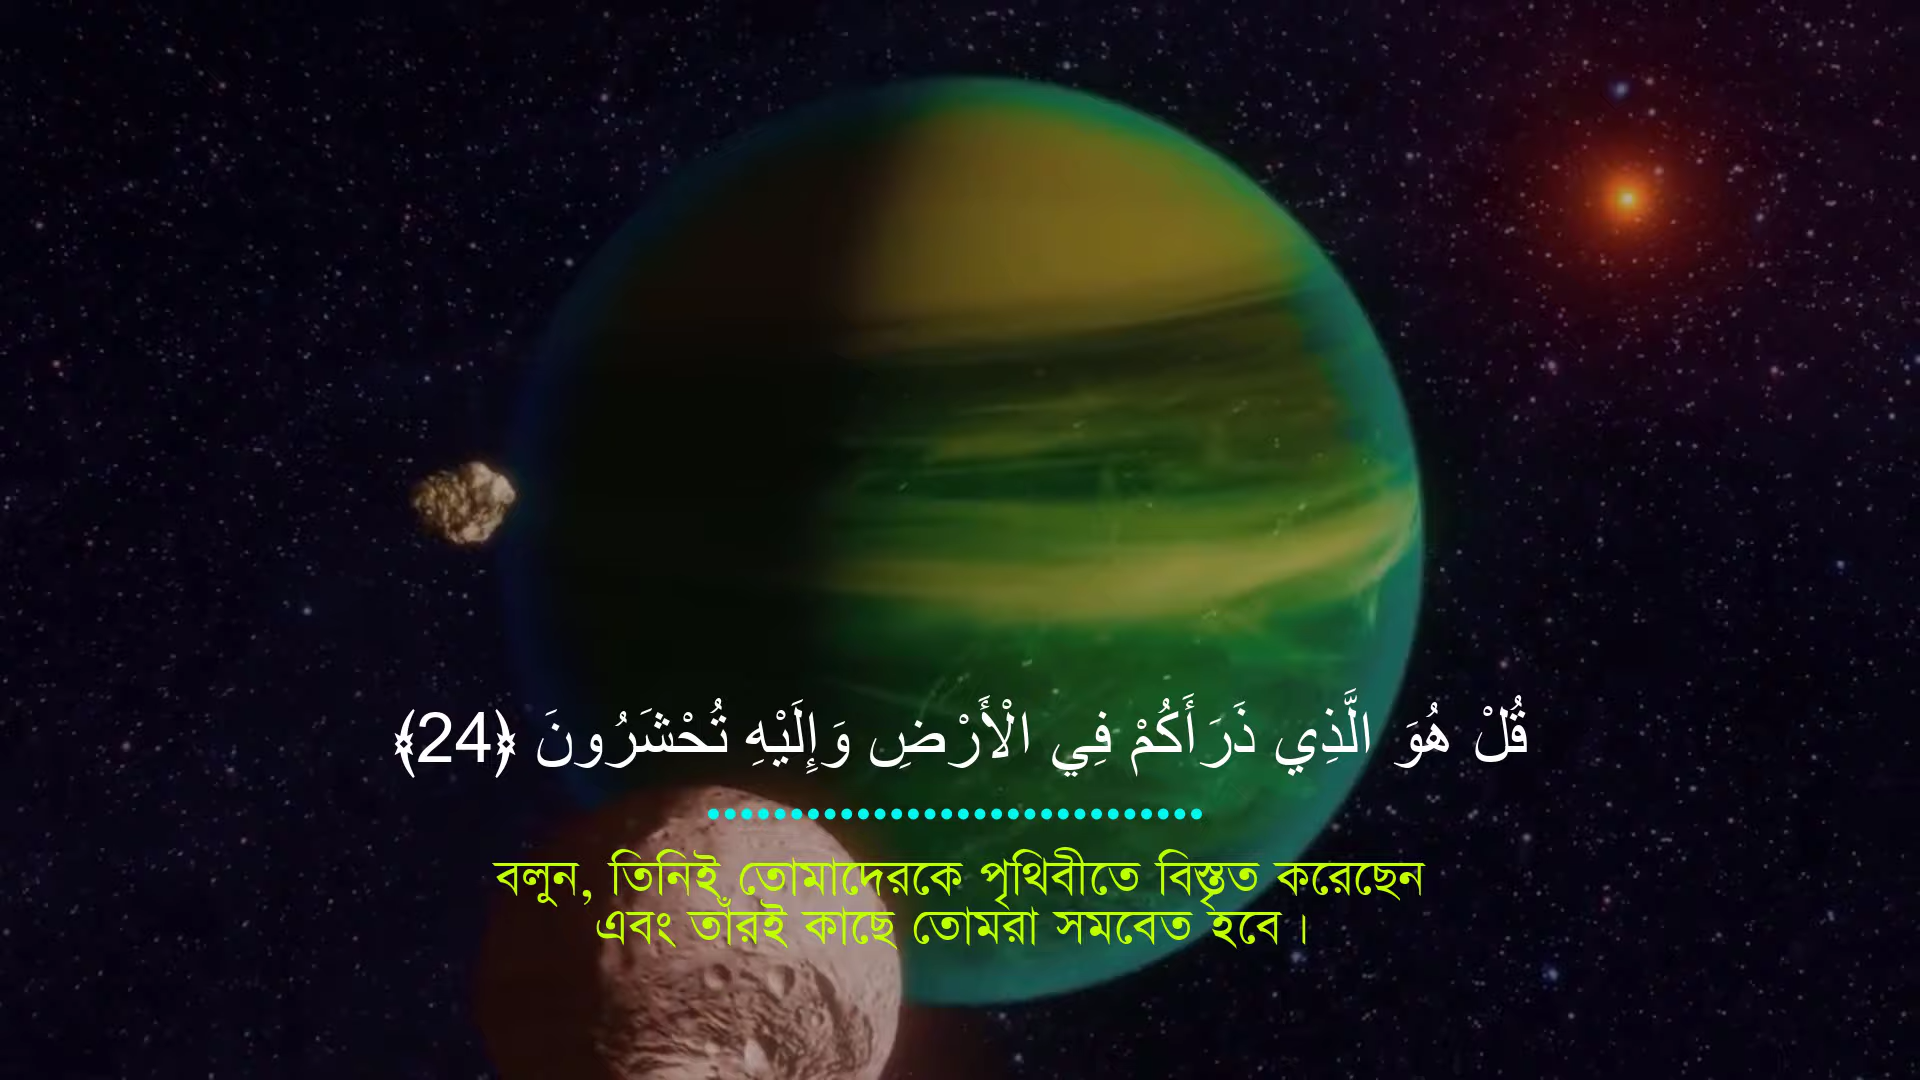 قُلْ هُوَ الَّذِي ذَرَأَكُمْ فِي الْأَرْضِ وَإِلَيْهِ تُحْشَرُونَ ﴿24﴾
বলুন, তিনিই তোমাদেরকে পৃথিবীতে বিস্তৃত করেছেন
এবং তাঁরই কাছে তোমরা সমবেত হবে।